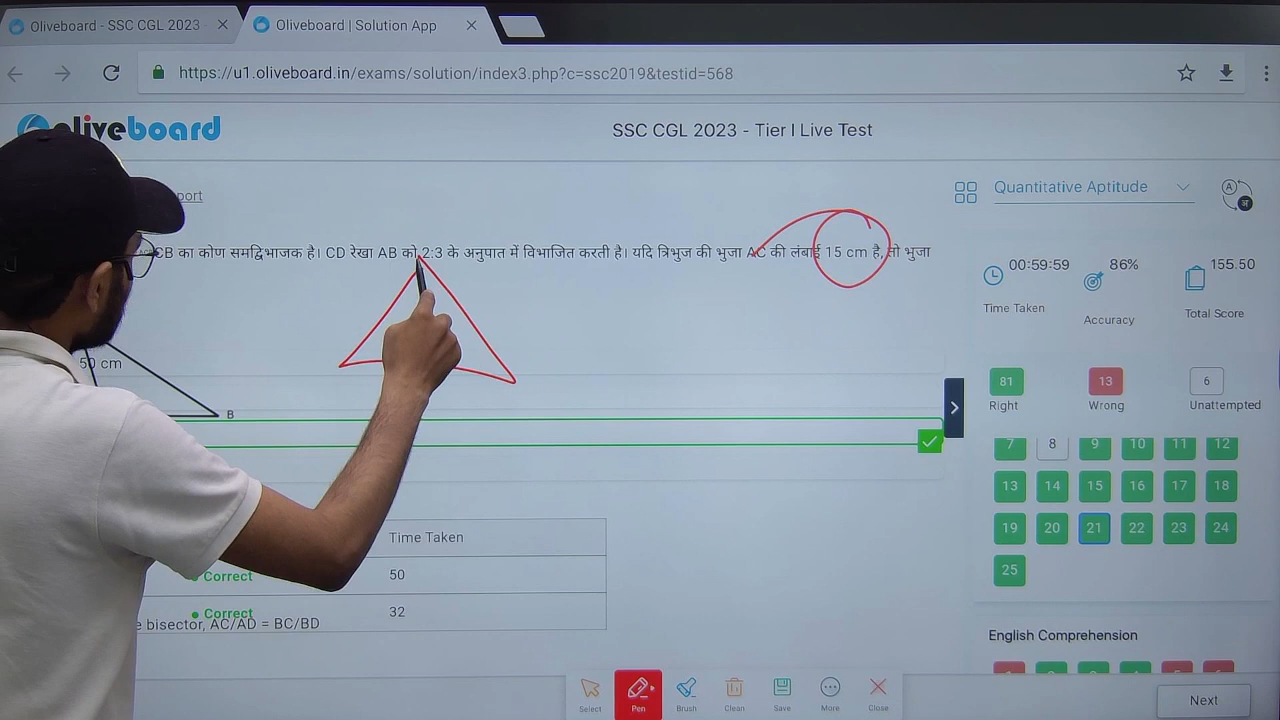 Oliveboard - SSC CGL 2023
Oliveboard | Solution App
https://u1.oliveboard.in/exams/solution/index3.php?c=ssc2019&testid=568
oliveboard
SSC CGL 2023 - Tier I Live Test
port
Quantitative Aptitude
CB का कोण समद्विभाजक है। CD रेखा AB को 2:3 के अनुपात में विभाजित करती है। यदि त्रिभुज की भुजा AC की लंबाई 15 cm है, तो भुजा
00:59:59
Time Taken
86%
Accuracy
155.50
Total Score
50 cm
B
81
Right
13
Wrong
6
Unattempted
7 8 9 10 11 12
13 14 15 16 17 18
19 20 21 22 23 24
25
Time Taken
Correct 50
Correct 32
e bisector, AC/AD = BC/BD
English Comprehension
Select Pen Brush Clean Save More Close
Next